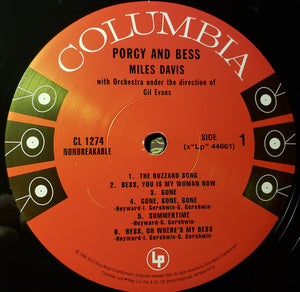 COLUMBIA
PORGY AND BESS
MILES DAVIS
with Orchestra under the direction of
Gil Evans
CL 1274
NONBREAKABLE
SIDE 1
(x"Lp" 44661)
1. THE BUZZARD SONG
2. BESS, YOU IS MY WOMAN NOW
3. GONE
4. GONE, GONE, GONE
-Heyward-I. Gershwin-G. Gershwin-
5. SUMMERTIME
-Heyward-I. Gershwin-G. Gershwin-
6. BESS, OH WHERE'S MY BESS
-Heyward-I. Gershwin-G. Gershwin-
Lp